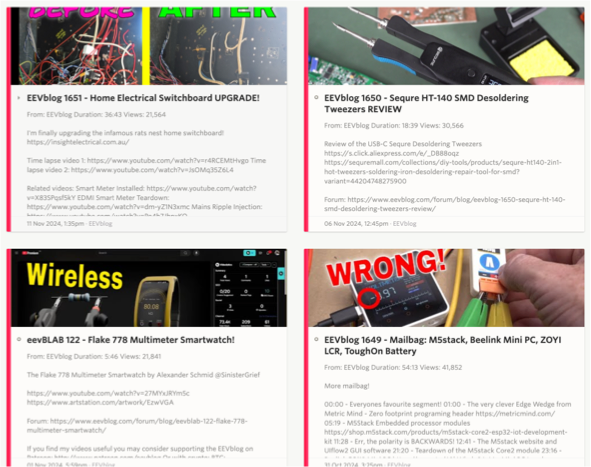 BEFORE AFTER
EEVblog 1651 - Home Electrical Switchboard UPGRADE!
From: EEVblog Duration: 36:43 Views: 21,564
I'm finally upgrading the infamous rats nest home switchboard!
https://insightelectrical.com.au/
Time lapse video 1: https://www.youtube.com/watch?v=r4RCEMtHvgo Time
lapse video 2: https://www.youtube.com/watch?v=JsOMq35Z6L4
Related videos: Smart Meter Installed: https://www.youtube.com/watch?
v=X83SPqsf5kY EDMI Smart Meter Teardown:
https://www.youtube.com/watch?v=dm-yZ1N3xmc Mains Ripple Injection:
11 Nov 2024, 1:35pm · EEVblog
EEVblog 1650 - Sequre HT-140 SMD Desoldering
Tweezers REVIEW
From: EEVblog Duration: 18:39 Views: 30,566
Review of the USB-C Sequre Desoldering Tweezers
https://s.click.aliexpress.com/e/_D888oqz
https://sequremall.com/collections/diy-tools/products/sequre-ht140-2in1-
hot-tweezers-soldering-iron-desoldering-repair-tool-for-smd?
variant=44204748275900
Forum: https://www.eevblog.com/forum/blog/eevblog-1650-sequre-ht-140
-smd-desoldering-tweezers-review/
06 Nov 2024, 12:45pm · EEVblog
Wireless
eevBLAB 122 - Flake 778 Multimeter Smartwatch!
From: EEVblog Duration: 5:46 Views: 21,841
The Flake 778 Multimeter Smartwatch by Alexander Schmid @SinisterGrief
https://www.youtube.com/watch?v=27MYxJRYmSc
https://www.artstation.com/artwork/EzwVGA
Forum: https://www.eevblog.com/forum/blog/eevblab-122-flake-778-
multimeter-smartwatch/
If you find my videos useful you may consider supporting the EEVblog on
01 Nov 2024, 5:59pm · EEVblog
WRONG!
EEVblog 1649 - Mailbag: M5stack, Beelink Mini PC, ZOYI
LCR, ToughOn Battery
From: EEVblog Duration: 54:13 Views: 41,852
More mailbag!
00:00 - Everyones favourite segment! 01:00 - The very clever Edge Wedge from
Metric Mind - Zero footprint programing header https://metricmind.com/
05:19 - M5Stack Embedded processor modules
https://shop.m5stack.com/products/m5stack-core2-esp32-iot-development-
kit 11:28 - Err, the polarity is BACKWARDS! 12:41 - The M5Stack website and
UIflow2 GUI software 21:20 - Teardown of the M5Stack Core2 module 23:16 -
31 Oct 2024, 3:25pm · EEVblog